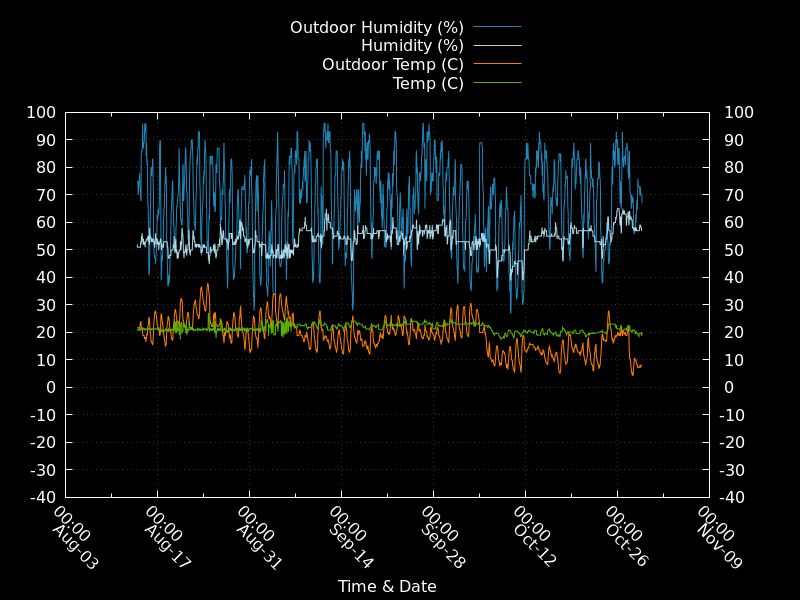 Outdoor Humidity (%)
Humidity (%)
Outdoor Temp (C)
Temp (C)
100 100
90 90
80 80
70 70
60 60
50 50
40 40
30 30
20 20
10 10
0 0
-10 -10
-20 -20
-30 -30
-40 -40
00:00
Aug-03
00:00
Aug-17
00:00
Aug-31
00:00
Sep-14
00:00
Sep-28
00:00
Oct-12
00:00
Oct-26
00:00
Nov-09
Time & Date